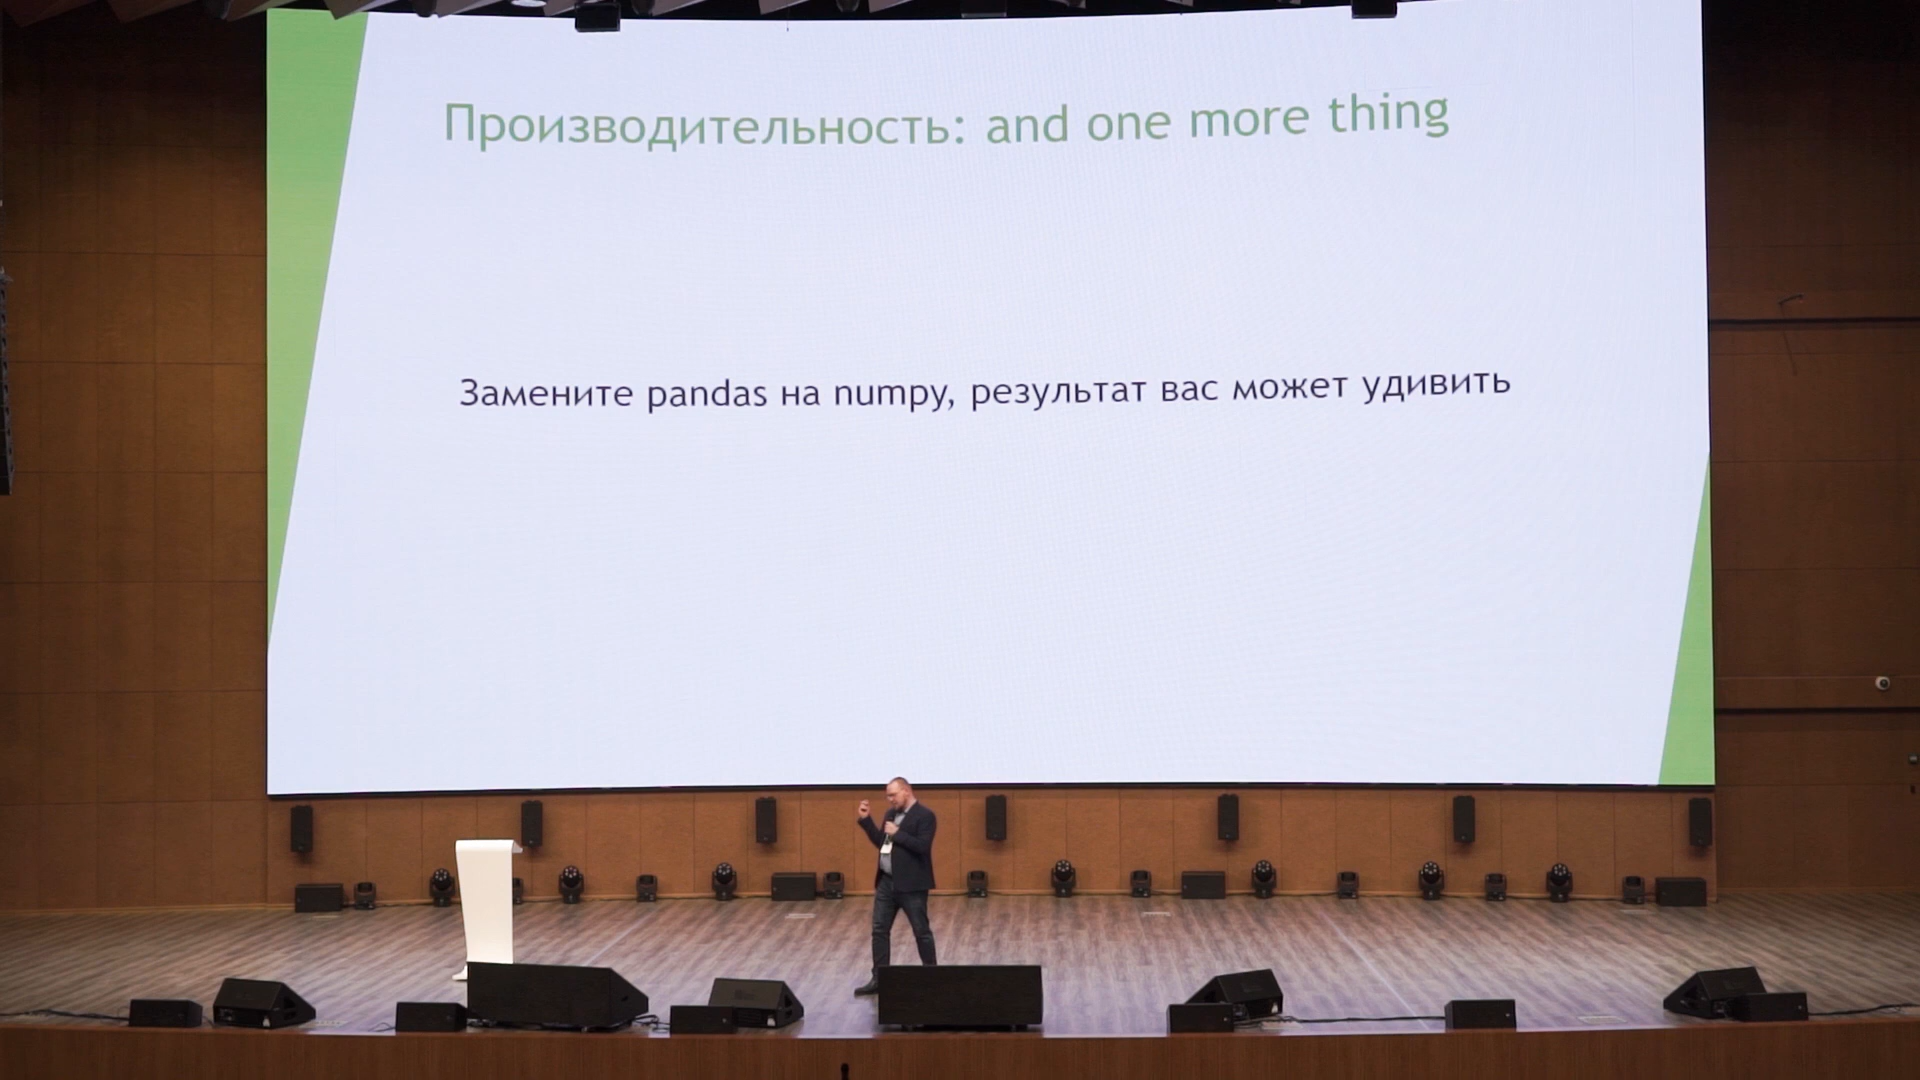 Производительность: and one more thing
Замените pandas на numpy, результат вас может удивить